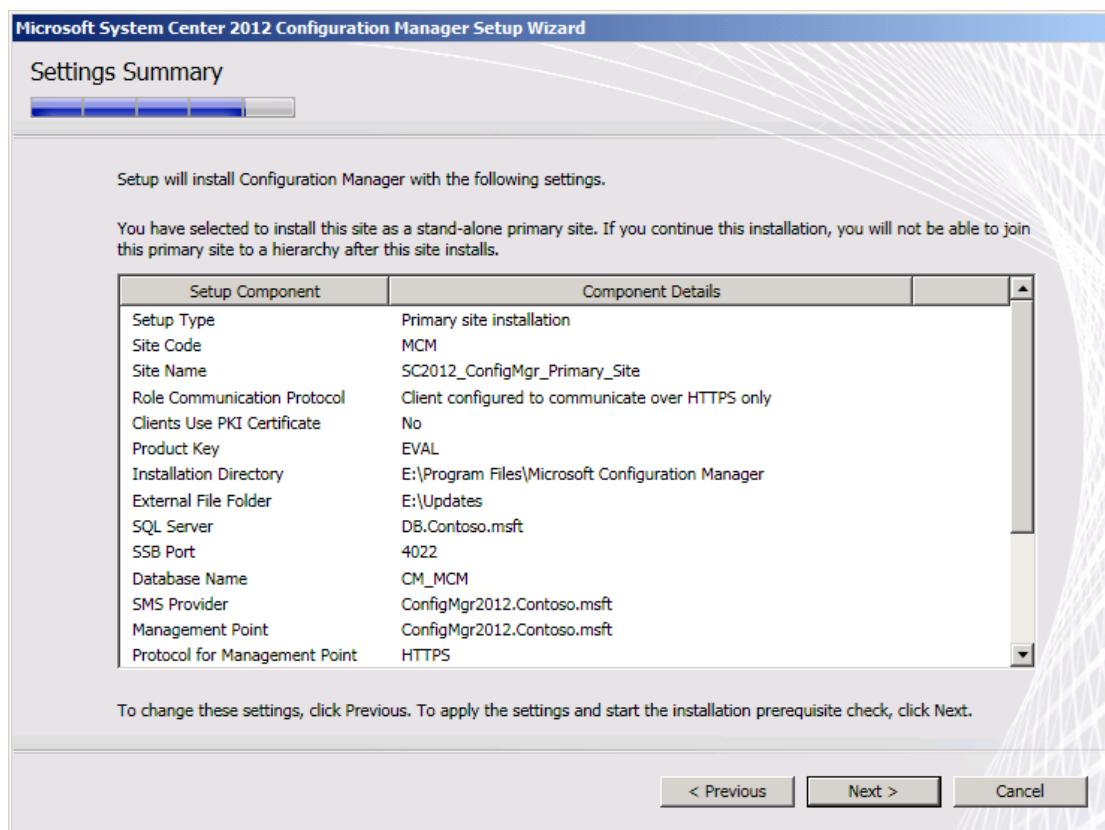 Microsoft System Center 2012 Configuration Manager Setup Wizard
Settings Summary
Setup will install Configuration Manager with the following settings.
You have selected to install this site as a stand-alone primary site. If you continue this installation, you will not be able to join
this primary site to a hierarchy after this site installs.
Setup Component Component Details
Setup Type Primary site installation
Site Code MCM
Site Name SC2012_ConfigMgr_Primary_Site
Role Communication Protocol Client configured to communicate over HTTPS only
Clients Use PKI Certificate No
Product Key EVAL
Installation Directory E:\Program Files\Microsoft Configuration Manager
External File Folder E:\Updates
SQL Server DB.Contoso.msft
SSB Port 4022
Database Name CM_MCM
SMS Provider ConfigMgr2012.Contoso.msft
Management Point ConfigMgr2012.Contoso.msft
Protocol for Management Point HTTPS
To change these settings, click Previous. To apply the settings and start the installation prerequisite check, click Next.
< Previous Next > Cancel